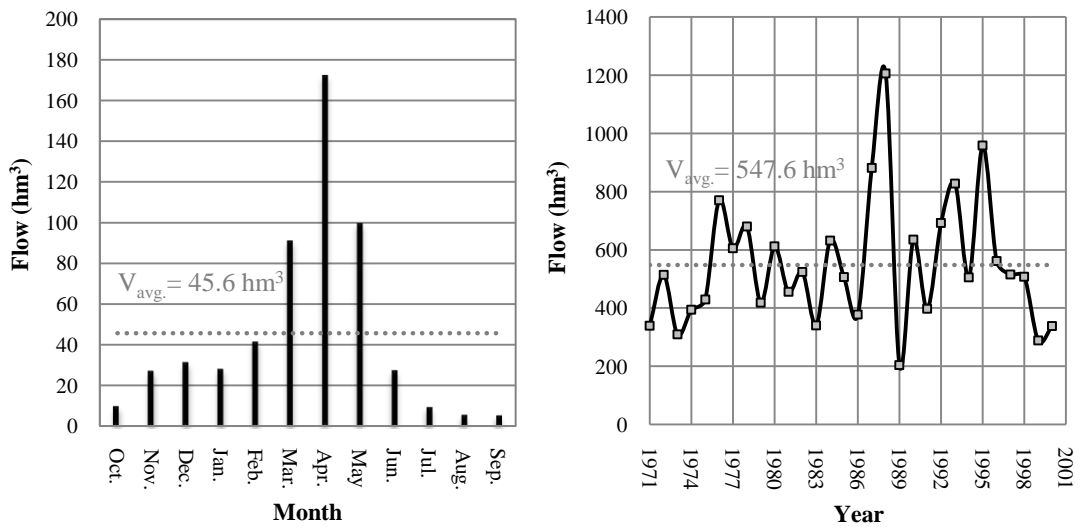 Flow (hm³)
200
180
160
140
120
100
80
60
40
20
0
V avg. = 45.6 hm³
Oct.
Nov.
Dec.
Jan.
Feb.
Mar.
Apr.
May
Jun.
Jul.
Aug.
Sep.
Month
Flow (hm³)
1400
1200
1000
800
600
400
200
0
V avg. = 547.6 hm³
1971
1974
1977
1980
1983
1986
1989
1992
1995
1998
2001
Year